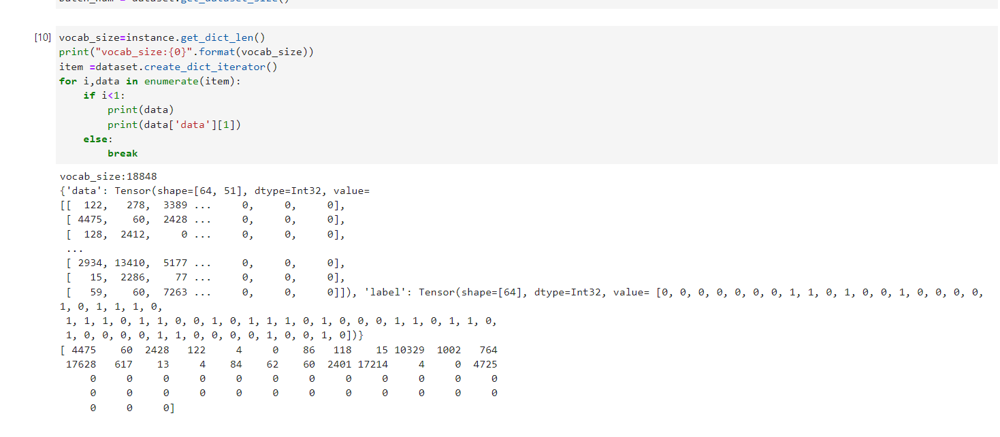 batch_num = dataset.get_dataset_size()
[10] vocab_size=instance.get_dict_len()
print("vocab_size:{0}".format(vocab_size))
item =dataset.create_dict_iterator()
for i,data in enumerate(item):
    if i<1:
        print(data)
        print(data['data'][1])
    else:
        break
vocab_size:18848
{'data': Tensor(shape=[64, 51], dtype=Int32, value=
[[  122,   278,  3389 ...     0,     0,     0],
 [ 4475,    60,  2428 ...     0,     0,     0],
 [  128,  2412,     0 ...     0,     0,     0],
 ...
 [ 2934, 13410,  5177 ...     0,     0,     0],
 [   15,  2286,    77 ...     0,     0,     0],
 [   59,    60,  7263 ...     0,     0,     0]]), 'label': Tensor(shape=[64], dtype=Int32, value= [0, 0, 0, 0, 0, 0, 0, 1, 1, 0, 1, 0, 0, 1, 0, 0, 0, 0,
1, 0, 1, 1, 1, 0,
 1, 1, 1, 0, 1, 1, 0, 0, 1, 0, 1, 1, 1, 0, 1, 0, 0, 0, 1, 1, 0, 1, 1, 0,
 1, 0, 0, 0, 0, 1, 1, 0, 0, 0, 0, 1, 0, 0, 1, 0])}
[ 4475    60  2428   122     4     0    86   118    15 10329  1002   764
 17628   617    13     4    84    62    60  2401 17214     4     0  4725
     0     0     0     0     0     0     0     0     0     0     0     0
     0     0     0     0     0     0     0     0     0     0     0     0
     0     0     0]